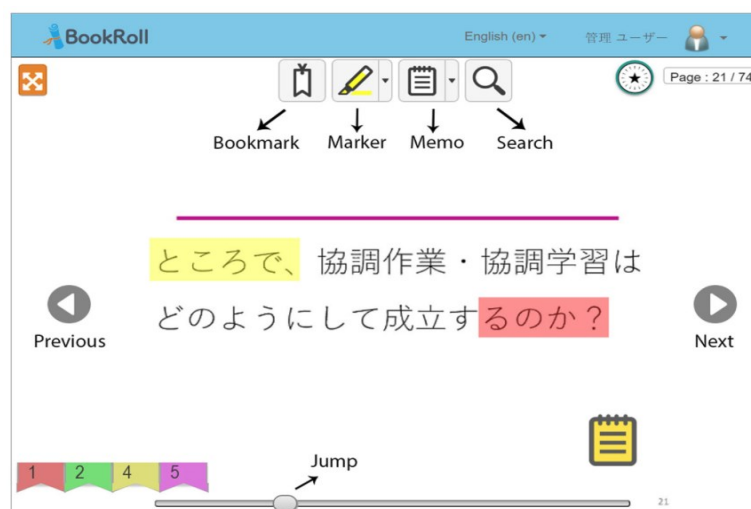 BookRoll
English (en)
管理 ユーザー
Page : 21 / 74
Bookmark
Marker
Memo
Search
ところで、協調作業・協調学習は
どのようにして成立するのか？
Previous
Next
1 2 4 5
Jump
21